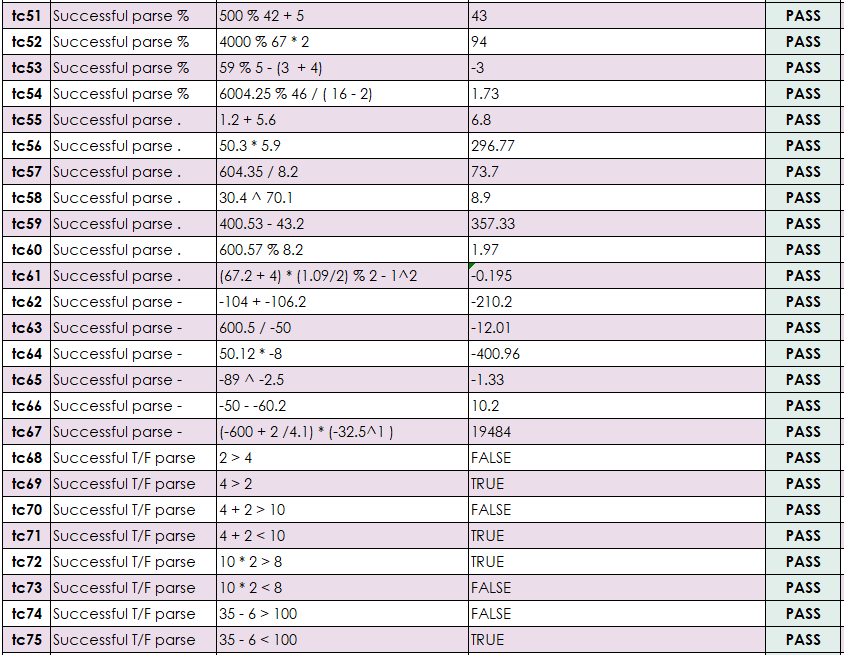 tc51 Successful parse % 500 % 42 + 5 43 PASS
tc52 Successful parse % 4000 % 67 * 2 94 PASS
tc53 Successful parse % 59 % 5 - (3  + 4) -3 PASS
tc54 Successful parse % 6004.25 % 46 / ( 16 - 2) 1.73 PASS
tc55 Successful parse . 1.2 + 5.6 6.8 PASS
tc56 Successful parse . 50.3 * 5.9 296.77 PASS
tc57 Successful parse . 604.35 / 8.2 73.7 PASS
tc58 Successful parse . 30.4 ^ 70.1 8.9 PASS
tc59 Successful parse . 400.53 - 43.2 357.33 PASS
tc60 Successful parse . 600.57 % 8.2 1.97 PASS
tc61 Successful parse . (67.2 + 4) * (1.09/2) % 2 - 1^2 -0.195 PASS
tc62 Successful parse - -104 + -106.2 -210.2 PASS
tc63 Successful parse - 600.5 / -50 -12.01 PASS
tc64 Successful parse - 50.12 * -8 -400.96 PASS
tc65 Successful parse - -89 ^ -2.5 -1.33 PASS
tc66 Successful parse - -50 - -60.2 10.2 PASS
tc67 Successful parse - (-600 + 2 /4.1) * (-32.5^1 ) 19484 PASS
tc68 Successful T/F parse 2 > 4 FALSE PASS
tc69 Successful T/F parse 4 > 2 TRUE PASS
tc70 Successful T/F parse 4 + 2 > 10 FALSE PASS
tc71 Successful T/F parse 4 + 2 < 10 TRUE PASS
tc72 Successful T/F parse 10 * 2 > 8 TRUE PASS
tc73 Successful T/F parse 10 * 2 < 8 FALSE PASS
tc74 Successful T/F parse 35 - 6 > 100 FALSE PASS
tc75 Successful T/F parse 35 - 6 < 100 TRUE PASS